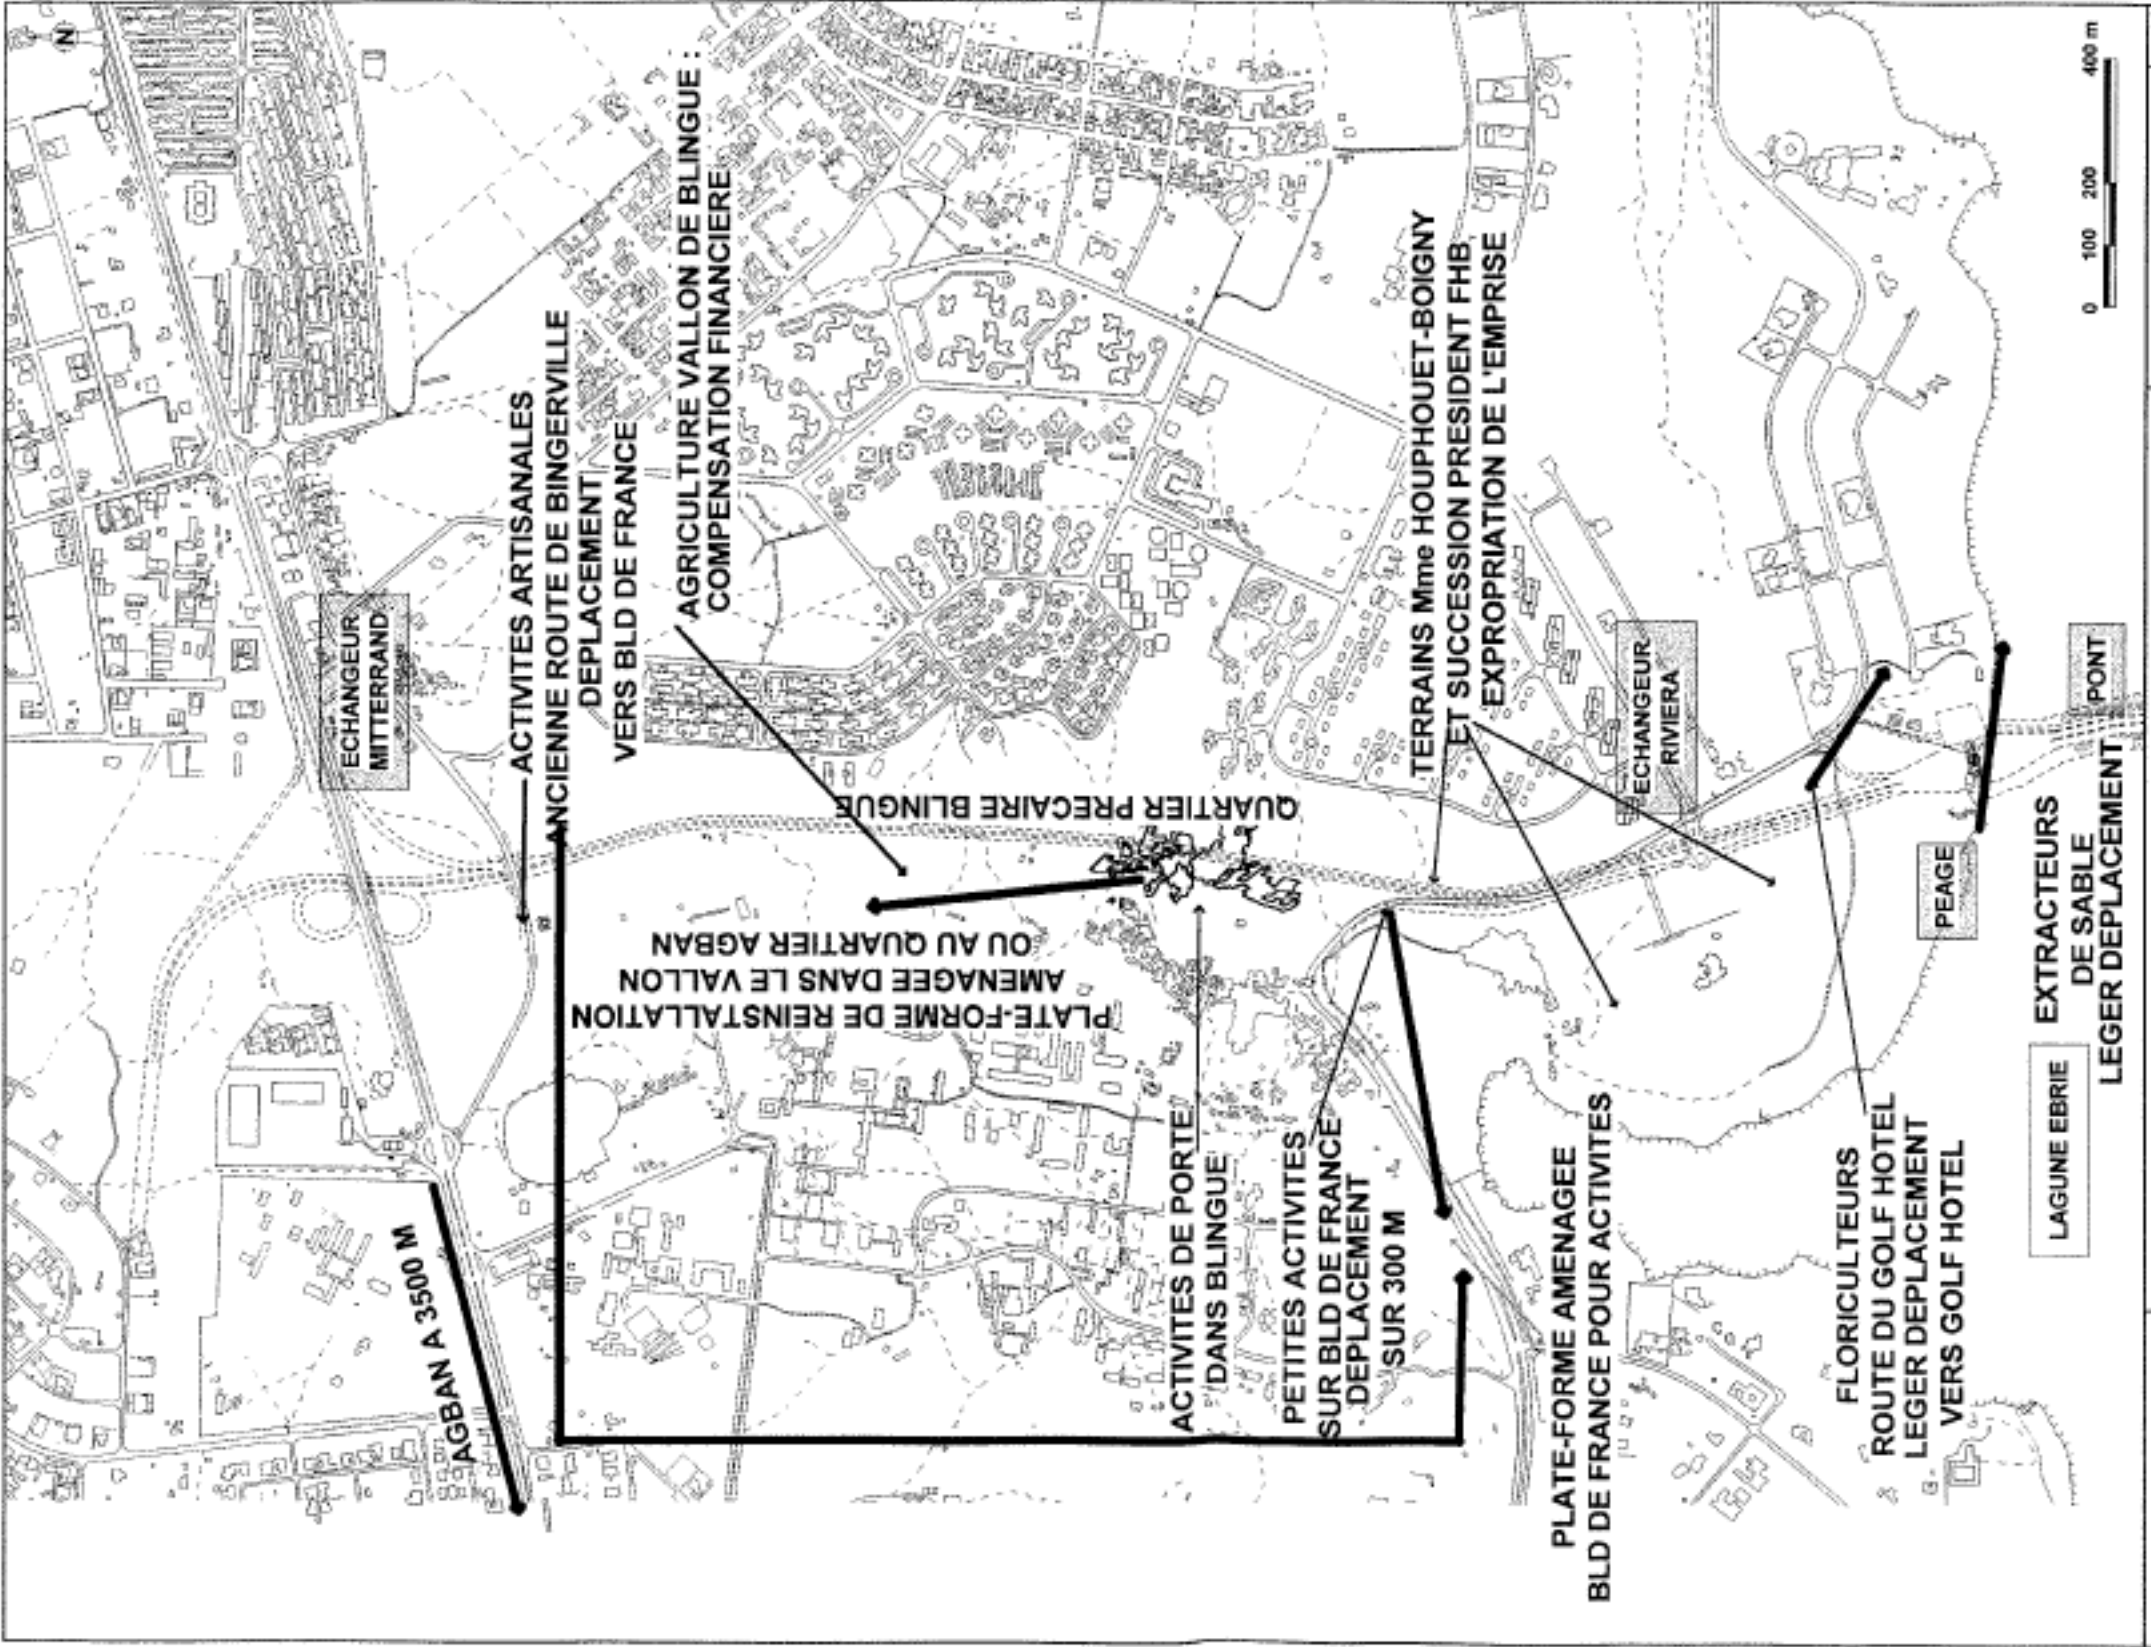 N
ECHANGEUR
MITTERRAND
ACTIVITES ARTISANALES
ANCIENNE ROUTE DE BINGERVILLE
DEPLACEMENT
VERS BLD DE FRANCE
AGRICULTURE VALLON DE BLINGUE :
COMPENSATION FINANCIERE
AGBAN A 3500 M
QUARTIER PRECAIRE BLINGUE
PLATE-FORME DE REINSTALLATION
AMENAGEE DANS LE VALLON
OU AU QUARTIER AGBAN
ACTIVITES DE PORTE
DANS BLINGUE
PETITES ACTIVITES
SUR BLD DE FRANCE
DEPLACEMENT
SUR 300 M
TERRAINS Mme HOUPHOUET-BOIGNY
ET SUCCESSION PRESIDENT FHB
EXPROPRIATION DE L'EMPRISE
PLATE-FORME AMENAGEE
BLD DE FRANCE POUR ACTIVITES
ECHANGEUR
RIVIERA
FLORICULTEURS
ROUTE DU GOLF HOTEL
LEGER DEPLACEMENT
VERS GOLF HOTEL
PEAGE
PONT
LAGUNE EBRIE
EXTRACTEURS
DE SABLE
LEGER DEPLACEMENT
0 100 200 400 m